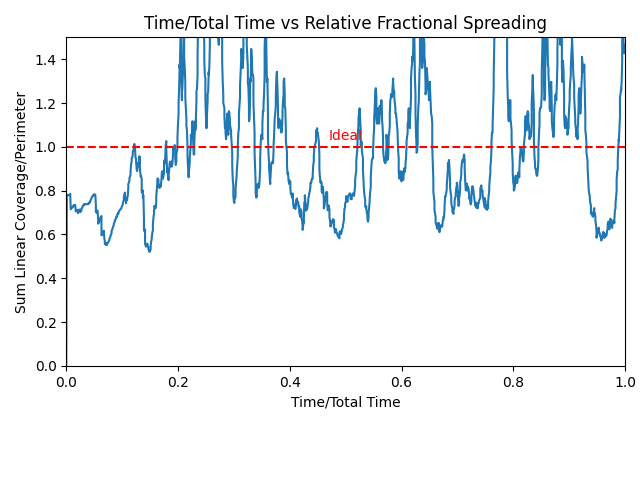 Time/Total Time vs Relative Fractional Spreading
Sum Linear Coverage/Perimeter
1.4
1.2
1.0
0.8
0.6
0.4
0.2
0.0
Ideal
0.0 0.2 0.4 0.6 0.8 1.0
Time/Total Time